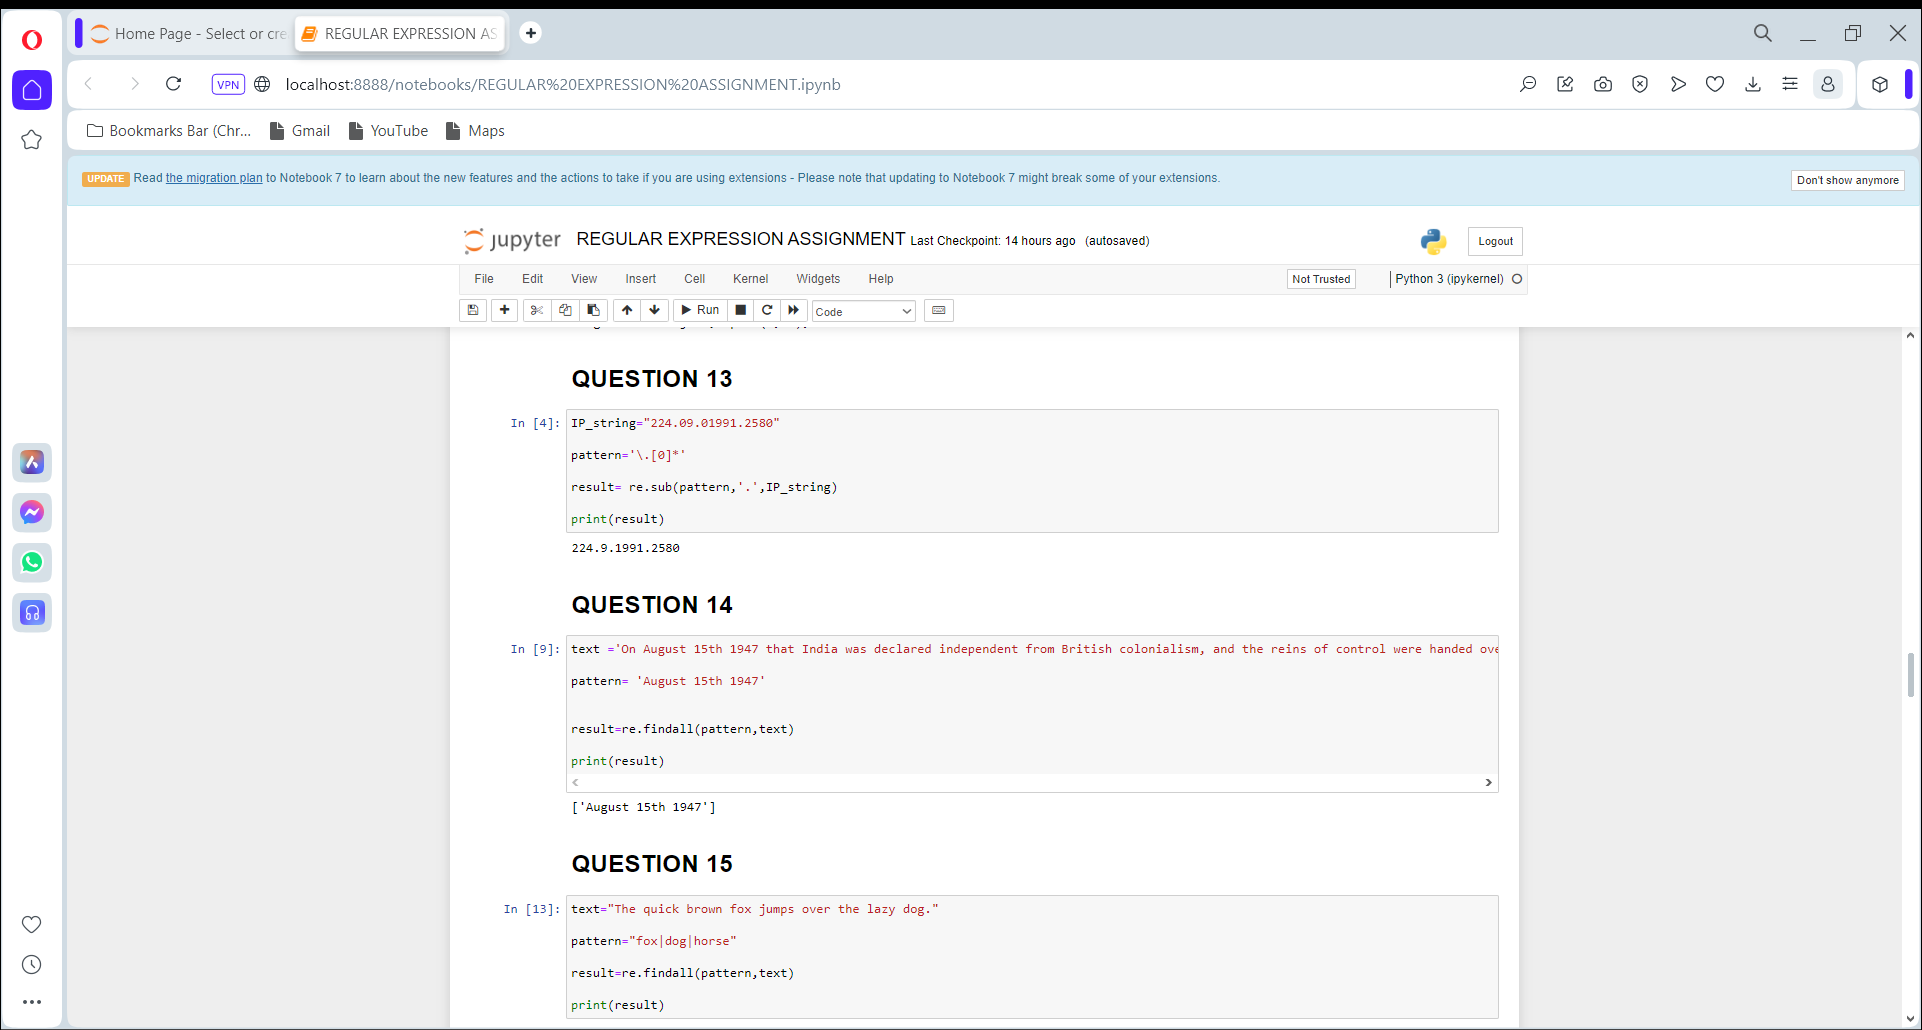 Home Page - Select or cre
REGULAR EXPRESSION AS
VPN
localhost:8888/notebooks/REGULAR%20EXPRESSION%20ASSIGNMENT.ipynb
Bookmarks Bar (Chr... Gmail YouTube Maps
UPDATE Read the migration plan to Notebook 7 to learn about the new features and the actions to take if you are using extensions - Please note that updating to Notebook 7 might break some of your extensions.
Don't show anymore
jupyter REGULAR EXPRESSION ASSIGNMENT Last Checkpoint: 14 hours ago (autosaved)
Logout
File Edit View Insert Cell Kernel Widgets Help
Not Trusted
Python 3 (ipykernel)
Run
Code
QUESTION 13
In [4]: IP_string="224.09.01991.2580"
pattern='\.[0]*'
result= re.sub(pattern,'.',IP_string)
print(result)
224.9.1991.2580
QUESTION 14
In [9]: text ='On August 15th 1947 that India was declared independent from British colonialism, and the reins of control were handed ove
pattern= 'August 15th 1947'
result=re.findall(pattern,text)
print(result)
['August 15th 1947']
QUESTION 15
In [13]: text="The quick brown fox jumps over the lazy dog."
pattern="fox|dog|horse"
result=re.findall(pattern,text)
print(result)